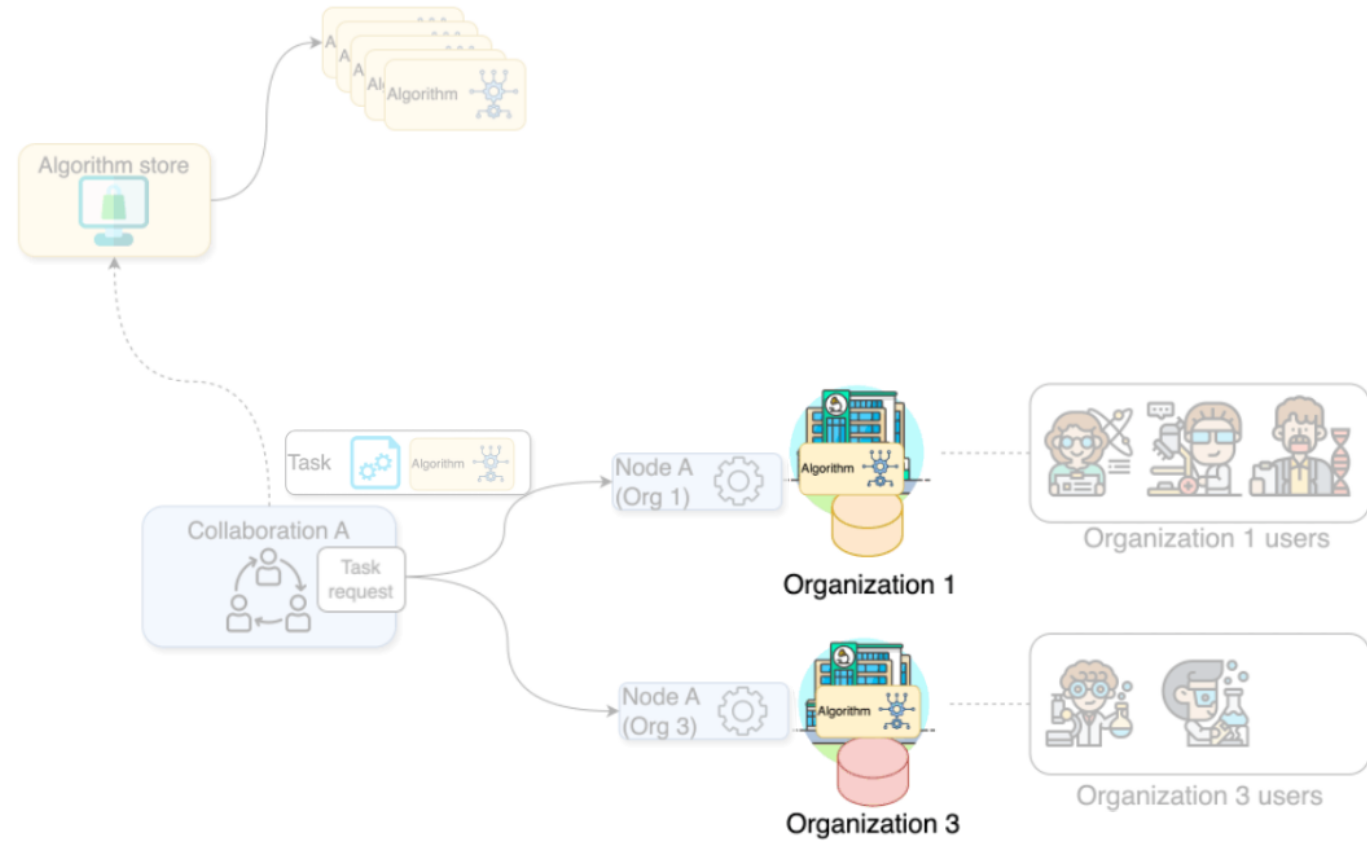 A
A
A
Al
Algorithm
Algorithm store
Task
Algorithm
Collaboration A
Task
request
Node A
(Org 1)
Algorithm
Organization 1
Organization 1 users
Node A
(Org 3)
Algorithm
Organization 3
Organization 3 users